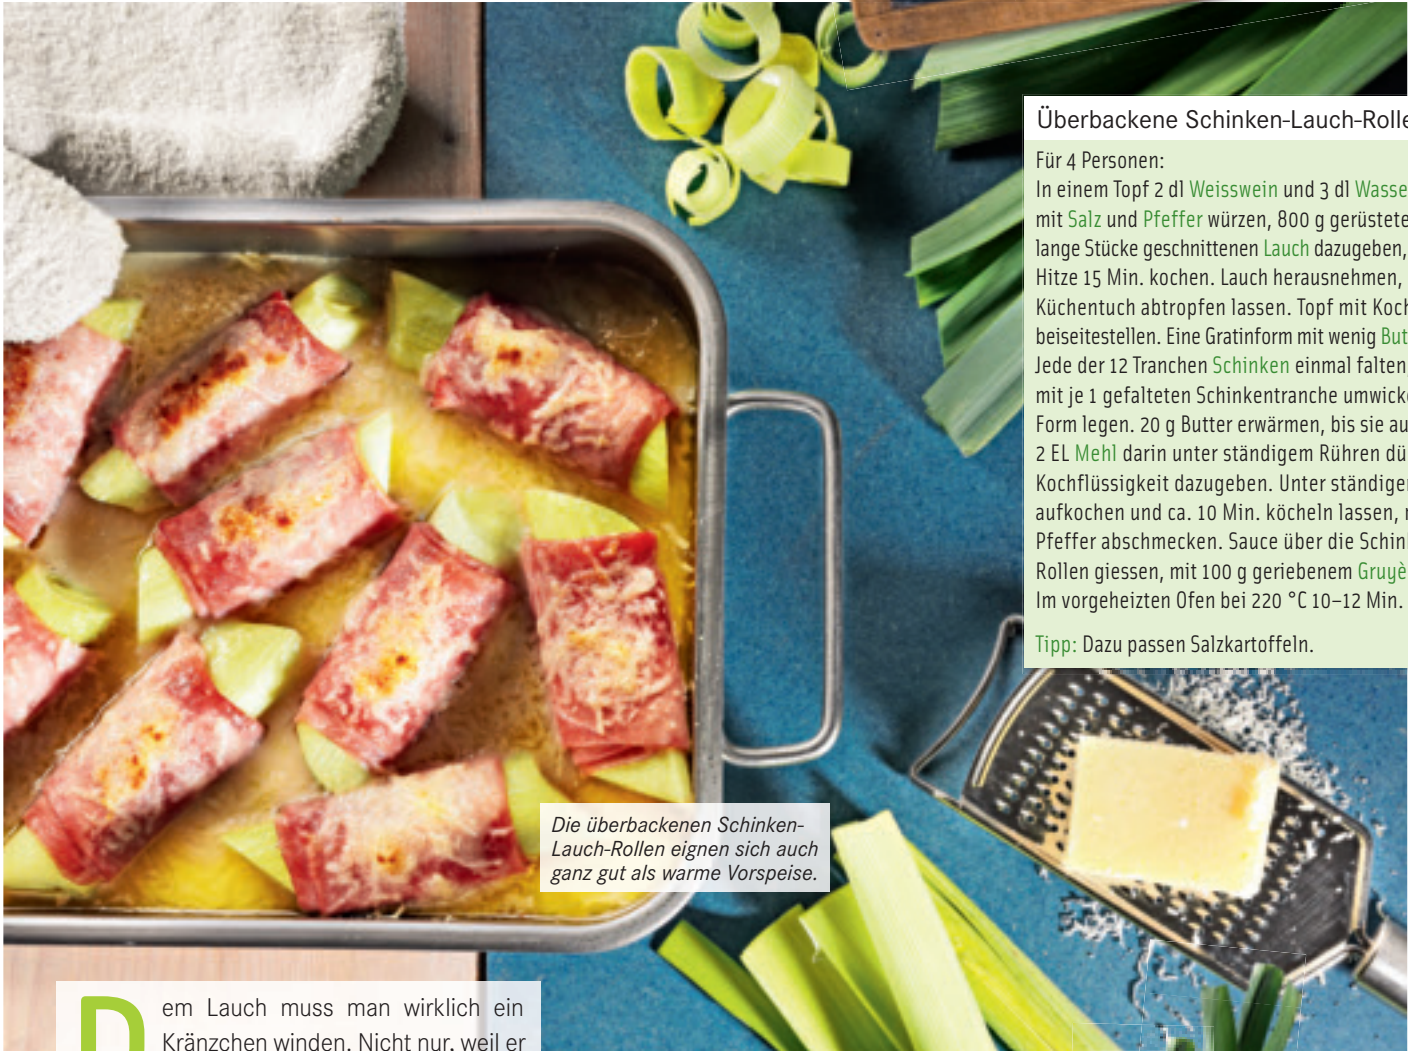 Überbackene Schinken-Lauch-Rolle
Für 4 Personen:
In einem Topf 2 dl Weisswein und 3 dl Wasse
mit Salz und Pfeffer würzen, 800 g gerüstete
lange Stücke geschnittenen Lauch dazugeben,
Hitze 15 Min. kochen. Lauch herausnehmen,
Küchentuch abtropfen lassen. Topf mit Koch
beiseitestellen. Eine Gratinform mit wenig But
Jede der 12 Tranchen Schinken einmal falten,
mit je 1 gefalteten Schinkentranche umwicke
Form legen. 20 g Butter erwärmen, bis sie au
2 EL Mehl darin unter ständigem Rühren dü
Kochflüssigkeit dazugeben. Unter ständige
aufkochen und ca. 10 Min. köcheln lassen,
Pfeffer abschmecken. Sauce über die Schin
Rollen giessen, mit 100 g geriebenem Gruyè
Im vorgeheizten Ofen bei 220 °C 10–12 Min.
Tipp: Dazu passen Salzkartoffeln.
Die überbackenen Schinken-
Lauch-Rollen eignen sich auch
ganz gut als warme Vorspeise.
Dem Lauch muss man wirklich ein
Kränzchen winden. Nicht nur, weil er